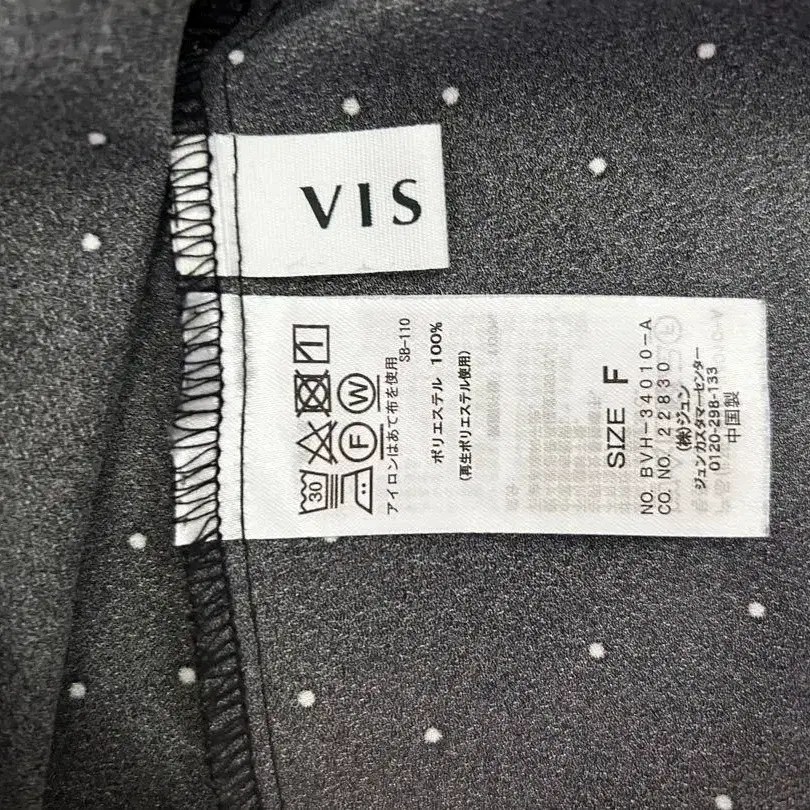 VIS
30
F W
アイロンはあて布を使用
SB-110
ポリエステル 100%
(再生ポリエステル使用)
SIZE F
NO. BVH-34010-A
CO. NO. 22830
(株)ジュン
ジュンカスタマーセンター
0120-298-133
中国製